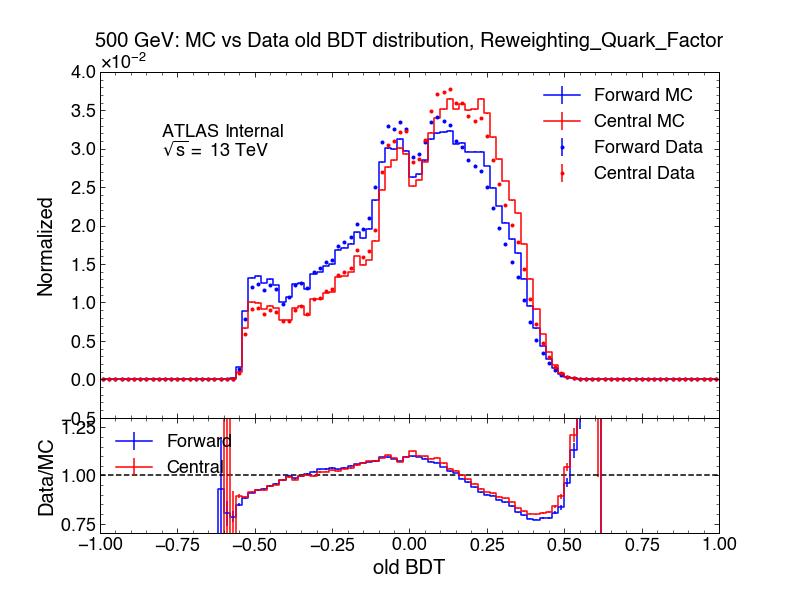 500 GeV: MC vs Data old BDT distribution, Reweighting_Quark_Factor
×10⁻²
4.0
3.5
3.0
2.5
2.0
1.5
1.0
0.5
0.0
−0.5
Normalized
ATLAS Internal
√s = 13 TeV
Forward MC
Central MC
Forward Data
Central Data
1.25
1.00
0.75
Data/MC
Forward
Central
−1.00 −0.75 −0.50 −0.25 0.00 0.25 0.50 0.75 1.00
old BDT